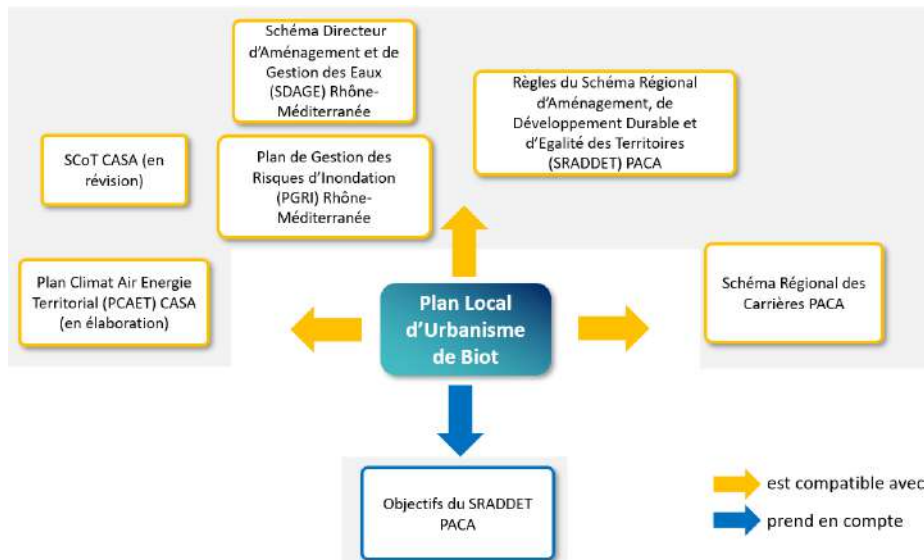 Schéma Directeur
d'Aménagement et de
Gestion des Eaux
(SDAGE) Rhône-
Méditerranée
Règles du Schéma Régional
d'Aménagement, de
Développement Durable et
d'Egalité des Territoires
(SRADDET) PACA
SCoT CASA (en
révision)
Plan de Gestion des
Risques d'Inondation
(PGRI) Rhône-
Méditerranée
Plan Climat Air Energie
Territorial (PCAET) CASA
(en élaboration)
Plan Local
d'Urbanisme
de Biot
Schéma Régional des
Carrières PACA
Objectifs du SRADDET
PACA
est compatible avec
prend en compte